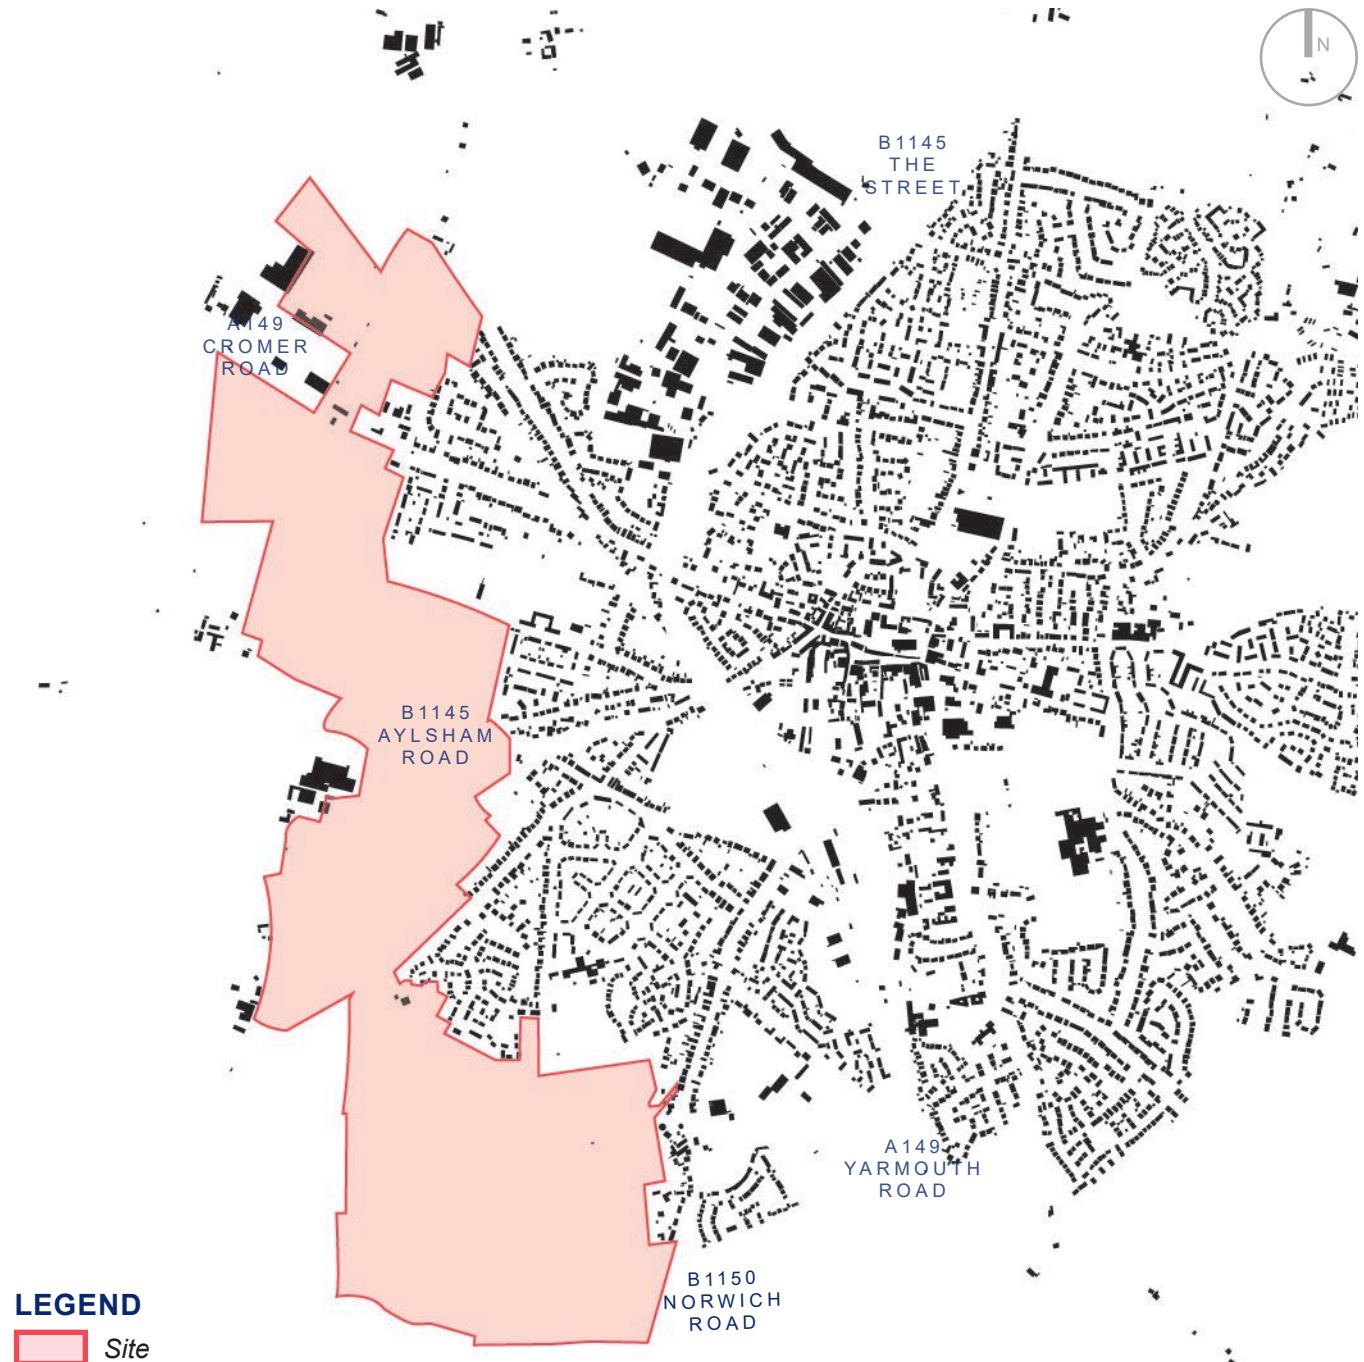 N
B1145
THE
STREET
A149
CROMER
ROAD
B1145
AYLSHAM
ROAD
A149
YARMOUTH
ROAD
B1150
NORWICH
ROAD
LEGEND
Site